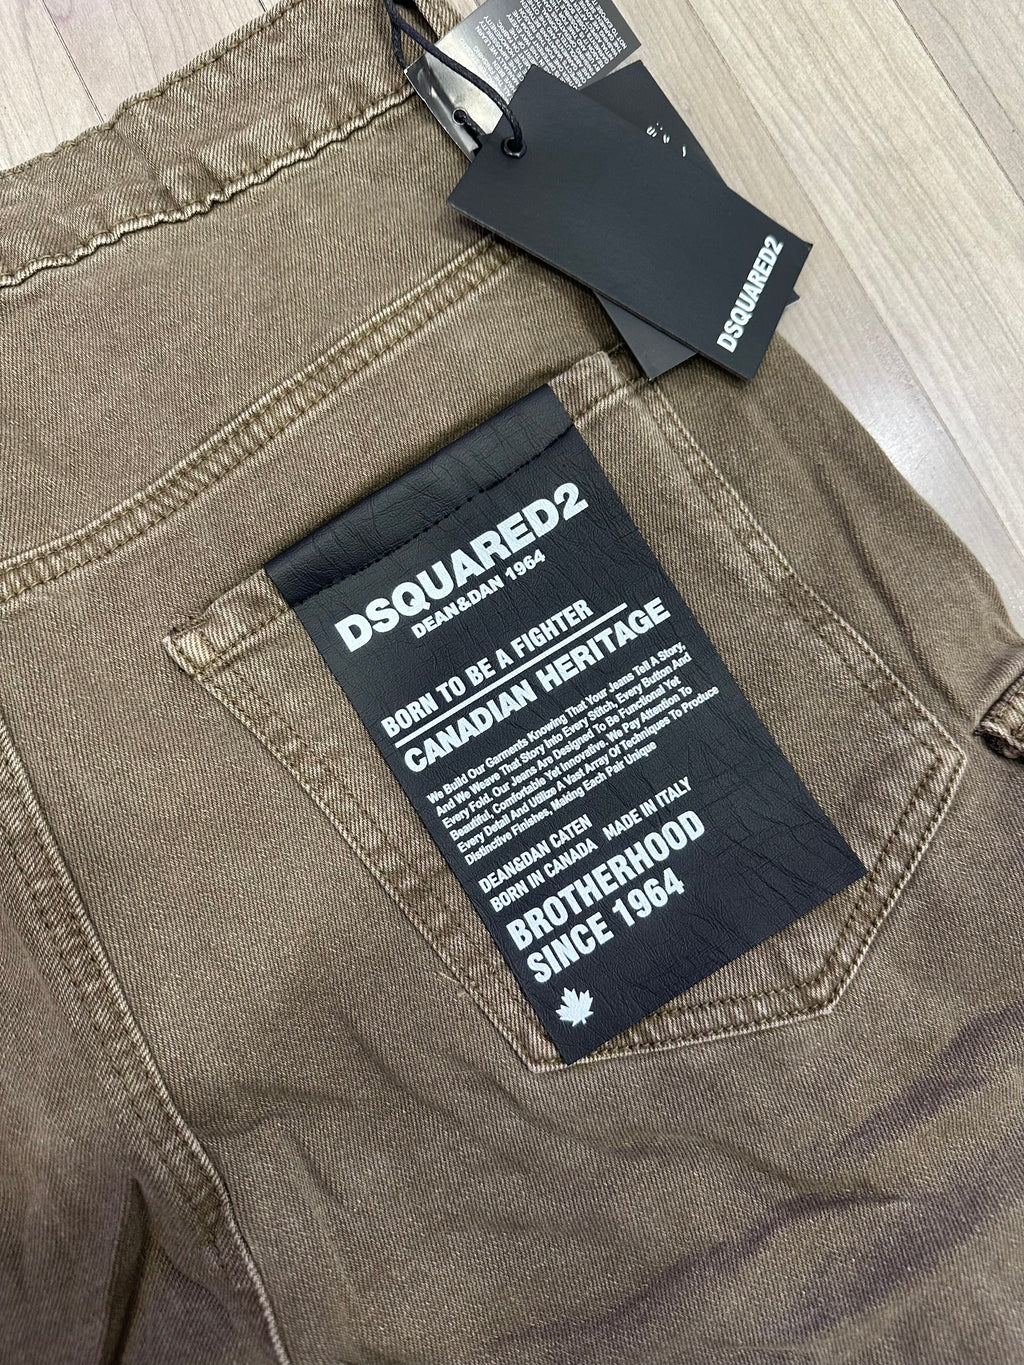 DSQUARED2
DSQUARED2
DEAN&DAN 1964
BORN TO BE A FIGHTER
CANADIAN HERITAGE
We Build Our Garments Knowing That Your Jeans Tell A Story,
And We Weave That Story Into Every Stitch, Every Button And
Every Fold. Our Jeans Are Designed To Be Functional Yet
Beautiful, Comfortable Yet Innovative. We Pay Attention To
Every Detail And Utilize A Vast Array Of Techniques To Produce
Distinctive Finishes, Making Each Pair Unique
DEAN&DAN CATEN
BORN IN CANADA MADE IN ITALY
BROTHERHOOD
SINCE 1964